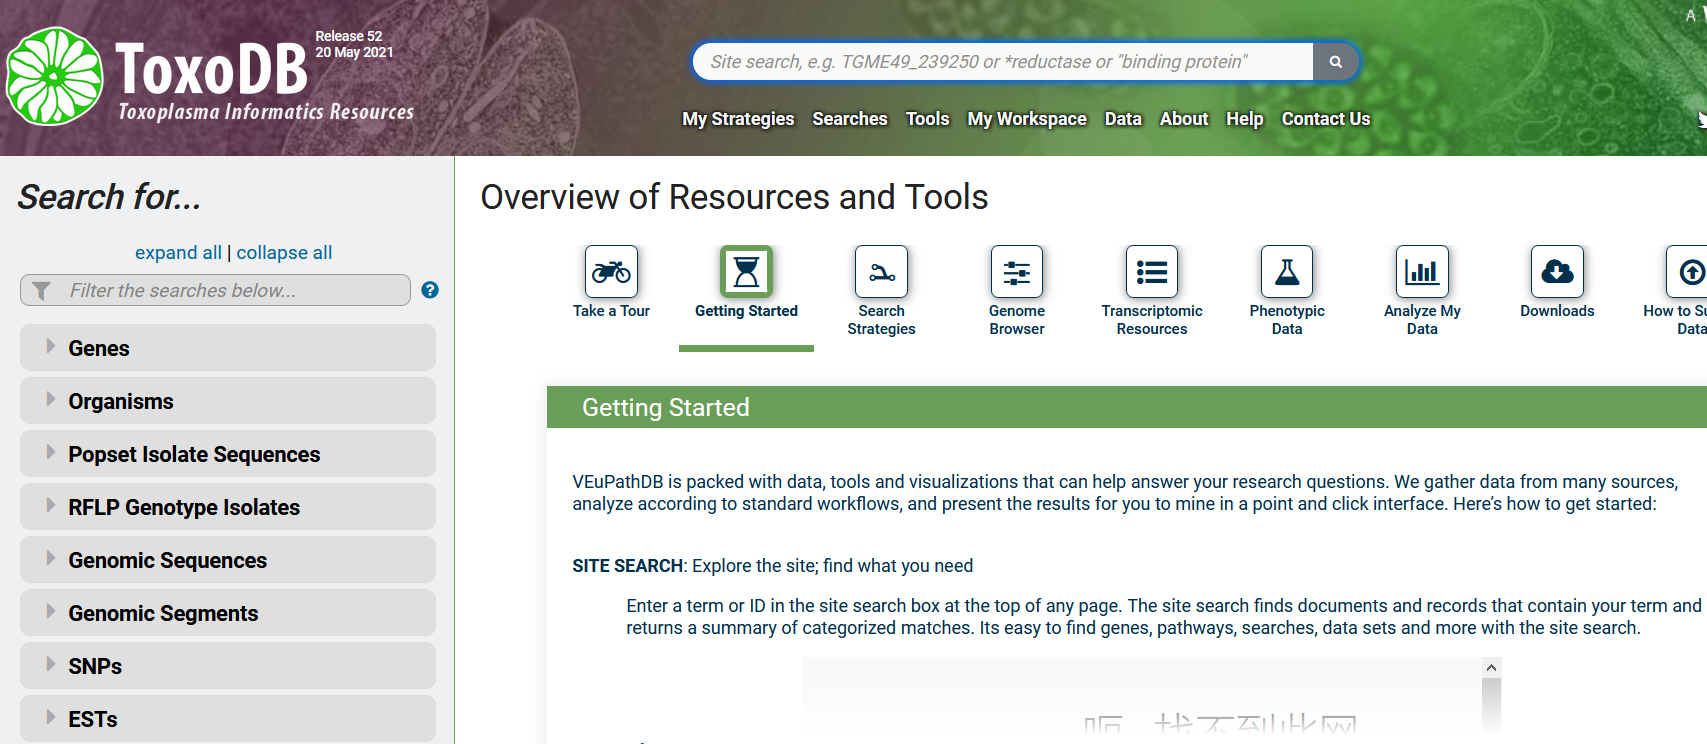 ToxoDB
Release 52
20 May 2021
Toxoplasma Informatics Resources
A
Site search, e.g. TGME49_239250 or *reductase or "binding protein"
My Strategies Searches Tools My Workspace Data About Help Contact Us
Search for...
expand all | collapse all
Filter the searches below...
?
Genes
Organisms
Popset Isolate Sequences
RFLP Genotype Isolates
Genomic Sequences
Genomic Segments
SNPs
ESTs
Overview of Resources and Tools
Take a Tour
Getting Started
Search
Strategies
Genome
Browser
Transcriptomic
Resources
Phenotypic
Data
Analyze My
Data
Downloads
How to Su
Data
Getting Started
VEuPathDB is packed with data, tools and visualizations that can help answer your research questions. We gather data from many sources,
analyze according to standard workflows, and present the results for you to mine in a point and click interface. Here’s how to get started:
SITE SEARCH: Explore the site; find what you need
Enter a term or ID in the site search box at the top of any page. The site search finds documents and records that contain your term and
returns a summary of categorized matches. Its easy to find genes, pathways, searches, data sets and more with the site search.
呃 找不到此网